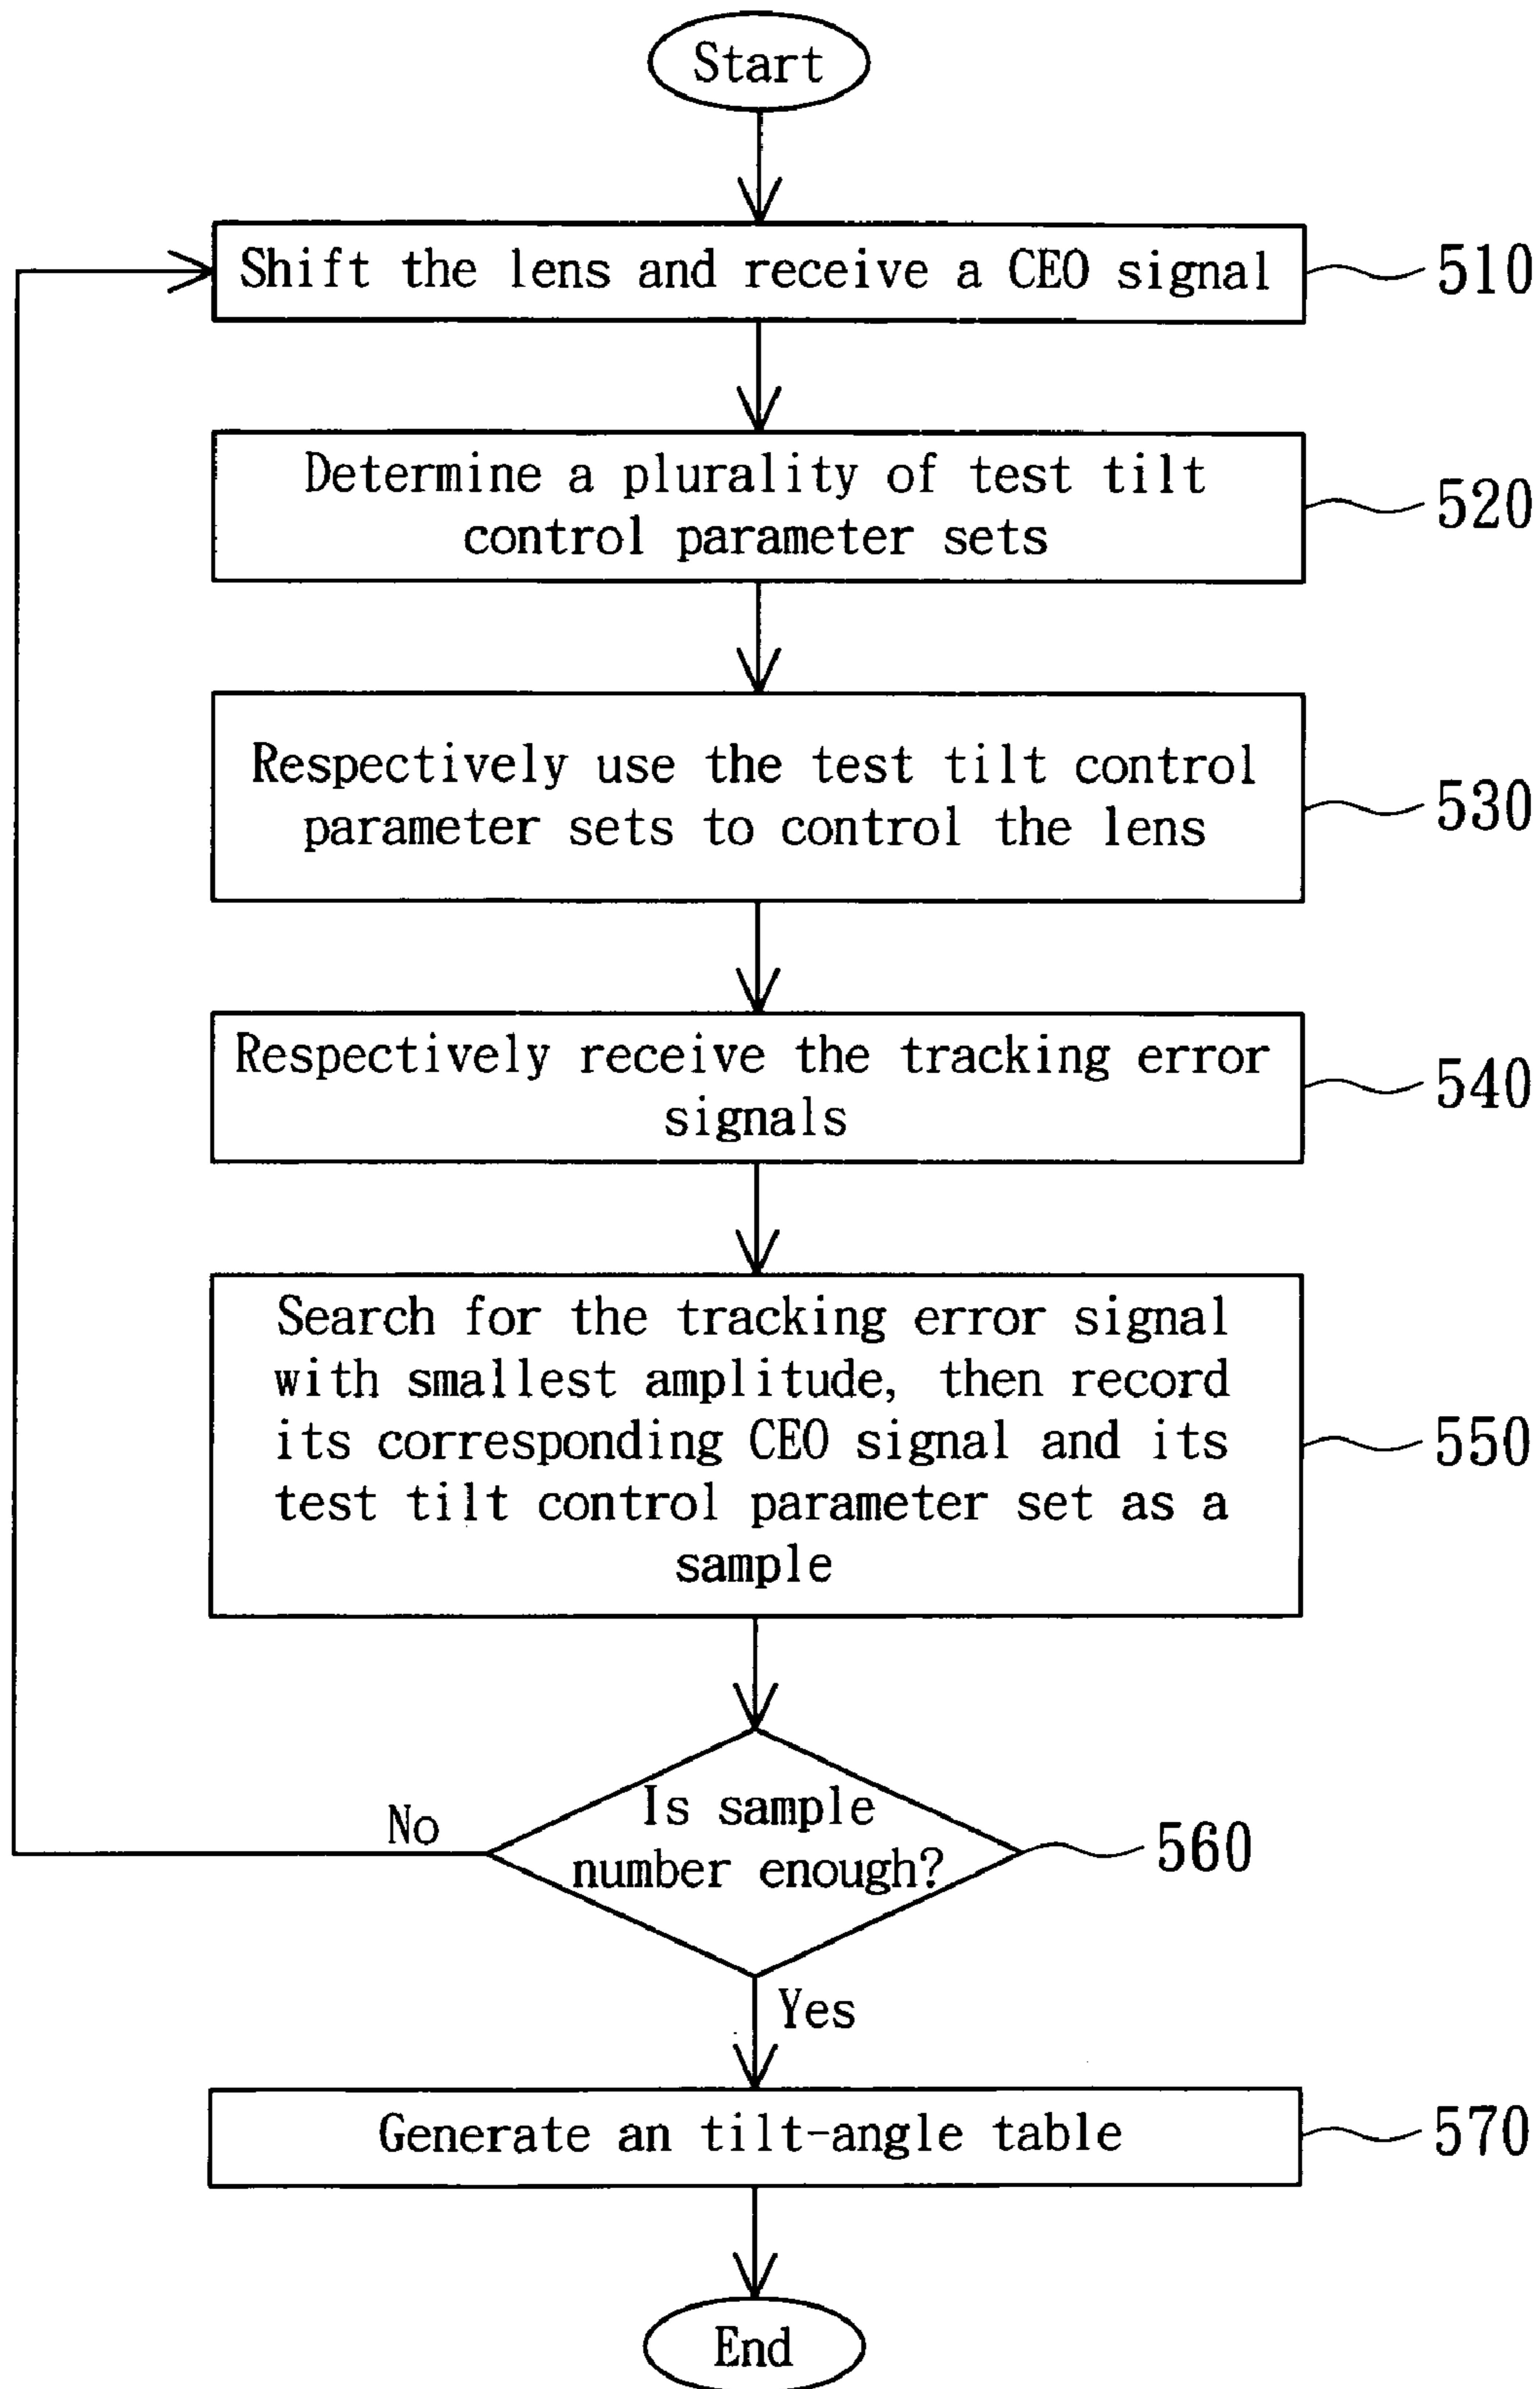 Start
Shift the lens and receive a CEO signal
510
Determine a plurality of test tilt
control parameter sets
520
Respectively use the test tilt control
parameter sets to control the lens
530
Respectively receive the tracking error
signals
540
Search for the tracking error signal
with smallest amplitude, then record
its corresponding CEO signal and its
test tilt control parameter set as a
sample
550
Is sample
number enough?
560
No
Yes
Generate an tilt-angle table
570
End